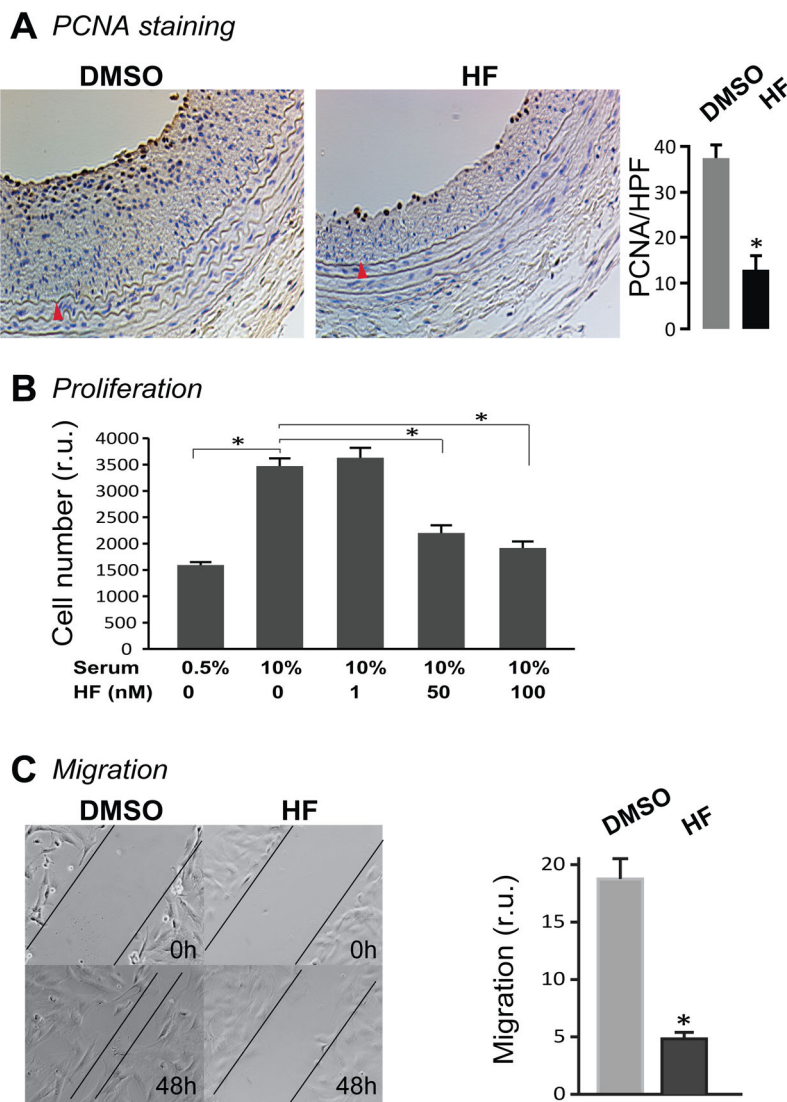 A PCNA staining
DMSO HF
DMSO HF
PCNA/HPF
40
30
20
10
0
*
B Proliferation
Cell number (r.u.)
4000
3500
3000
2500
2000
1500
1000
500
0
* * *
Serum 0.5% 10% 10% 10% 10%
HF (nM) 0 0 1 50 100
C Migration
DMSO HF
0h 0h
48h 48h
DMSO HF
Migration (r.u.)
20
15
10
5
0
*